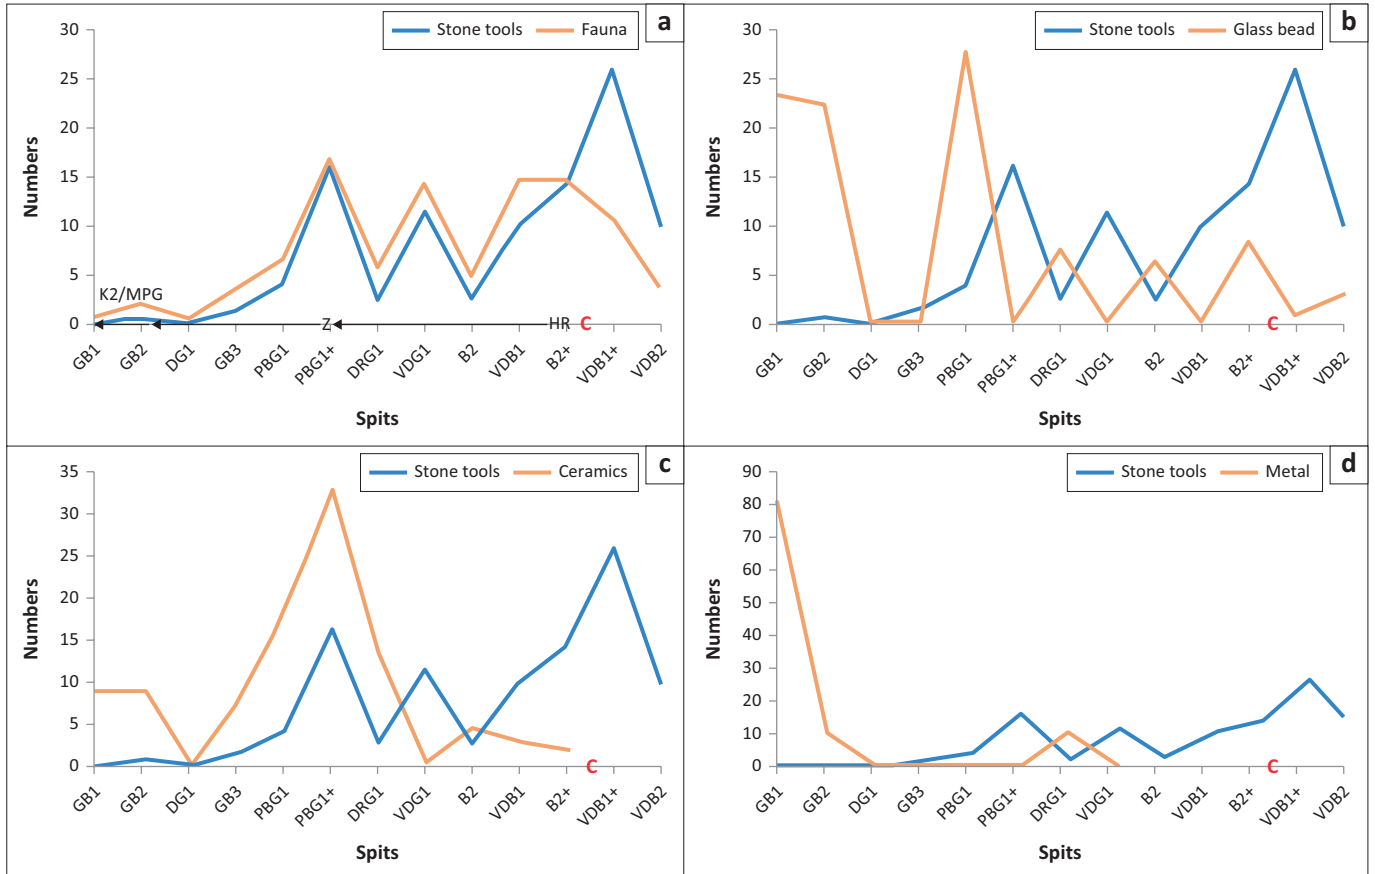 a
Stone tools Fauna
30
25
20
15
10
5
0
Numbers
K2/MPG
Z
HR
C
GB1 GB2 DG1 GB3 PBG1 PBG1+ DRG1 VDG1 B2 VDB1 B2+ VDB1+ VDB2
Spits
b
Stone tools Glass bead
30
25
20
15
10
5
0
Numbers
C
GB1 GB2 DG1 GB3 PBG1 PBG1+ DRG1 VDG1 B2 VDB1 B2+ VDB1+ VDB2
Spits
c
Stone tools Ceramics
35
30
25
20
15
10
5
0
Numbers
C
GB1 GB2 DG1 GB3 PBG1 PBG1+ DRG1 VDG1 B2 VDB1 B2+ VDB1+ VDB2
Spits
d
Stone tools Metal
90
80
70
60
50
40
30
20
10
0
Numbers
C
GB1 GB2 DG1 GB3 PBG1 PBG1+ DRG1 VDG1 B2 VDB1 B2+ VDB1+ VDB2
Spits